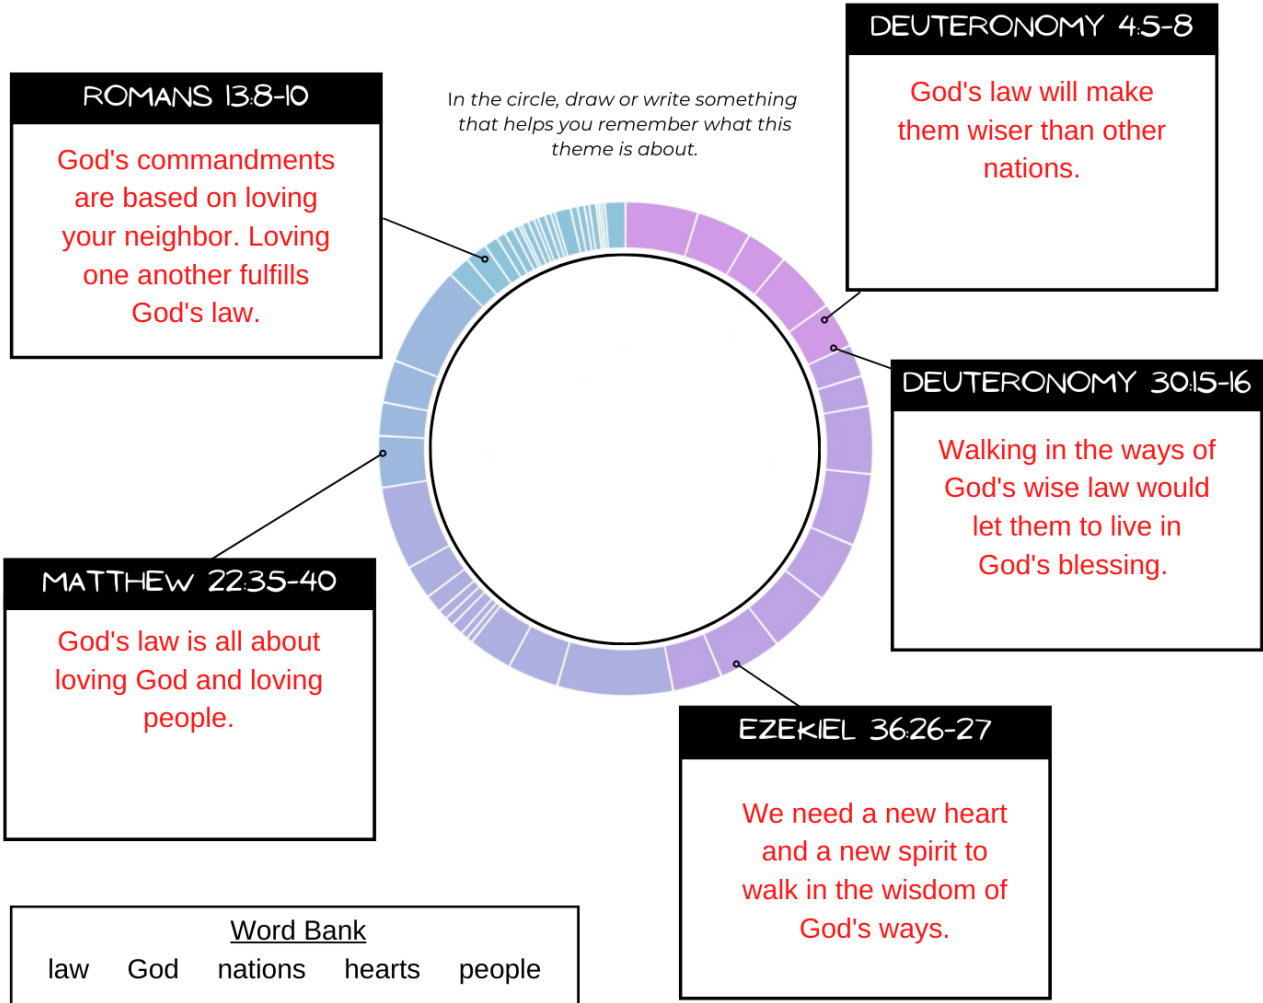 DEUTERONOMY 4:5-8
God's law will make
them wiser than other
nations.
ROMANS 13:8-10
God's commandments
are based on loving
your neighbor. Loving
one another fulfills
God's law.
In the circle, draw or write something
that helps you remember what this
theme is about.
DEUTERONOMY 30:15-16
Walking in the ways of
God's wise law would
let them to live in
God's blessing.
MATTHEW 22:35-40
God's law is all about
loving God and loving
people.
EZEKIEL 36:26-27
We need a new heart
and a new spirit to
walk in the wisdom of
God's ways.
Word Bank
law God nations hearts people